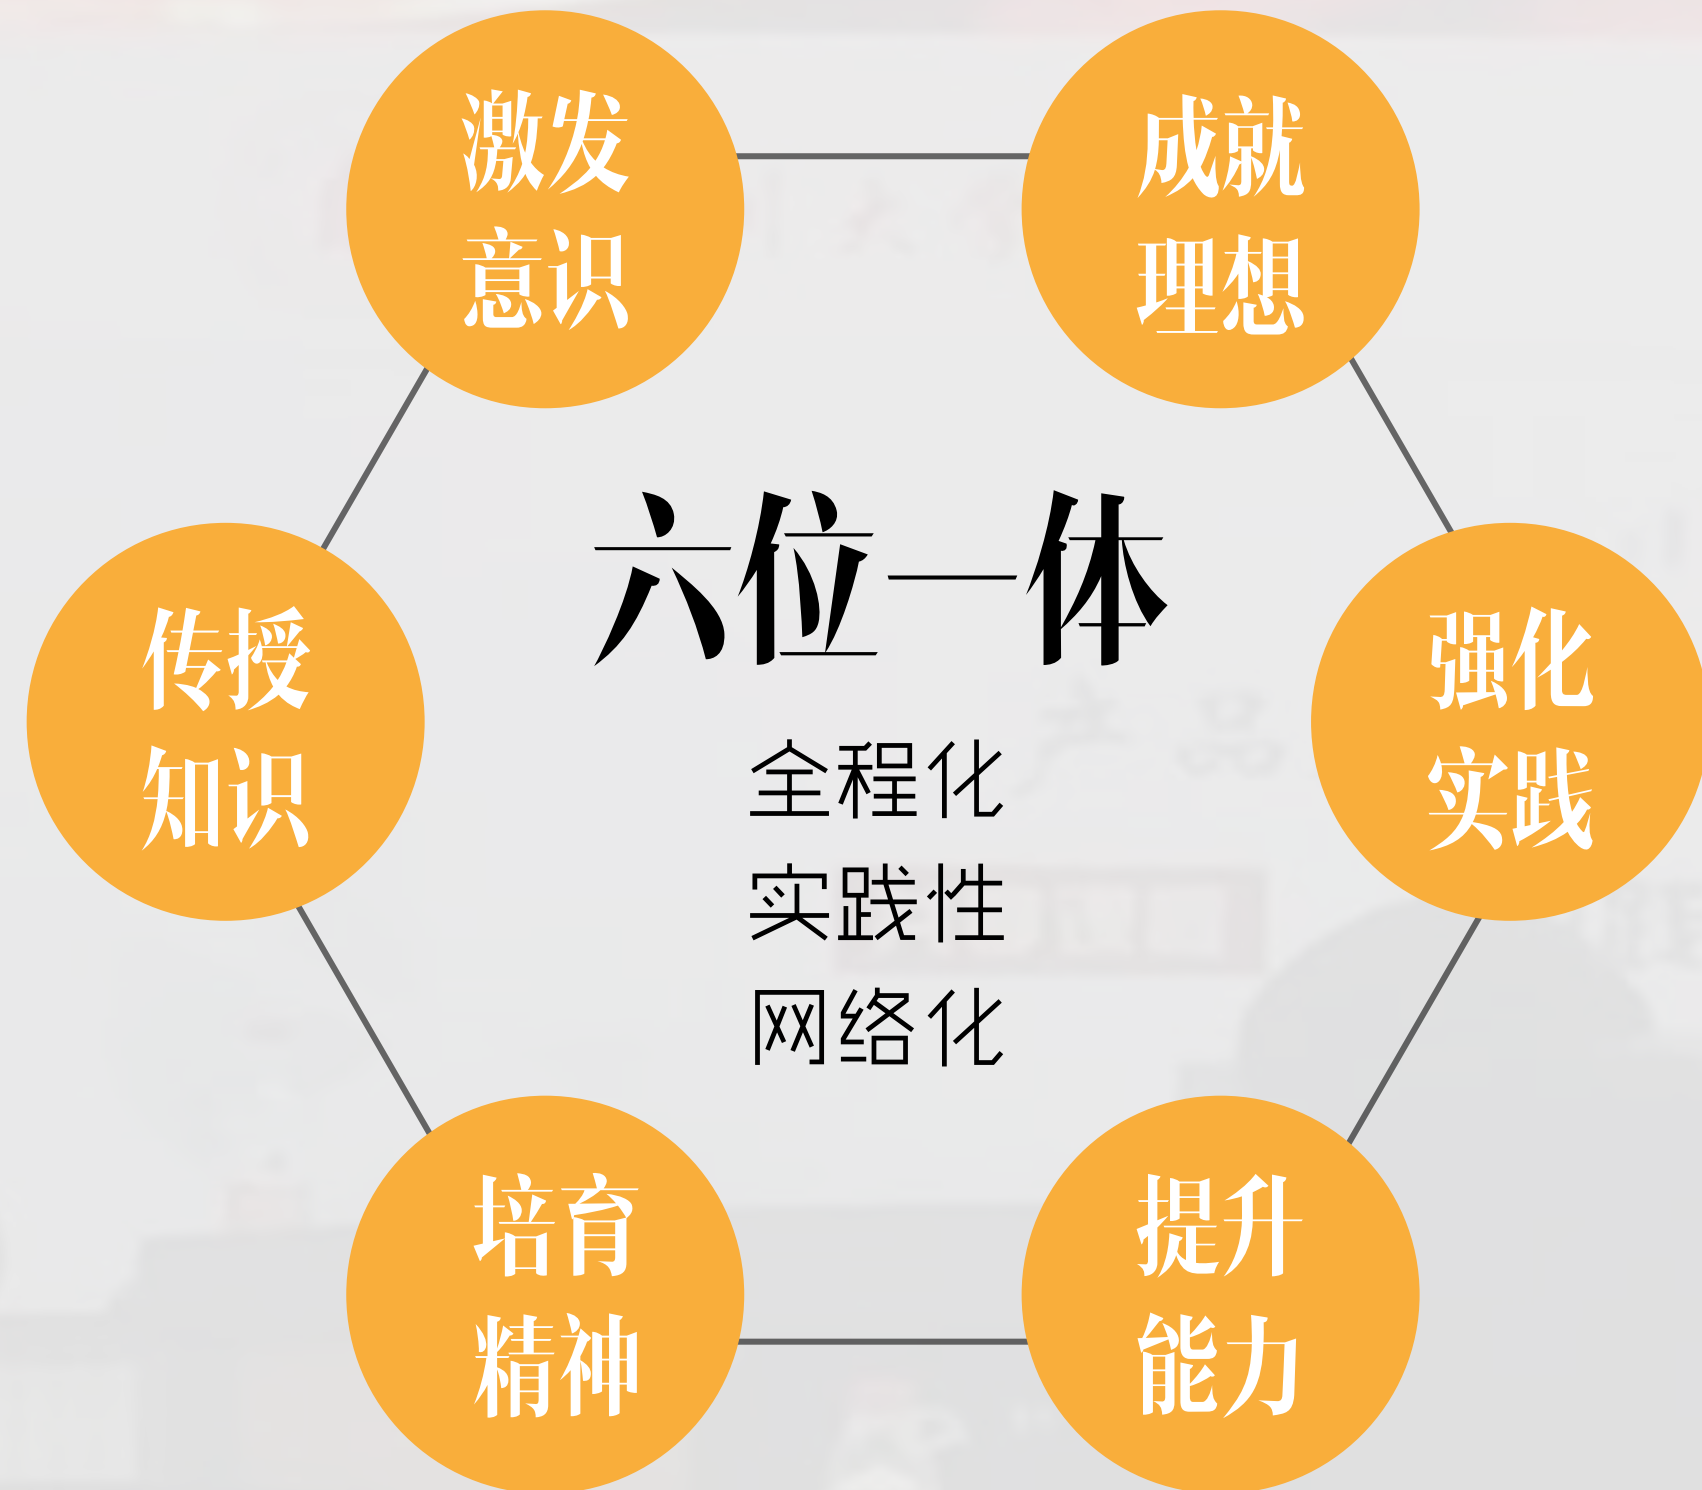 激发
意识
成就
理想
六位一体
传授
知识
强化
实践
全程化
实践性
网络化
培育
精神
提升
能力